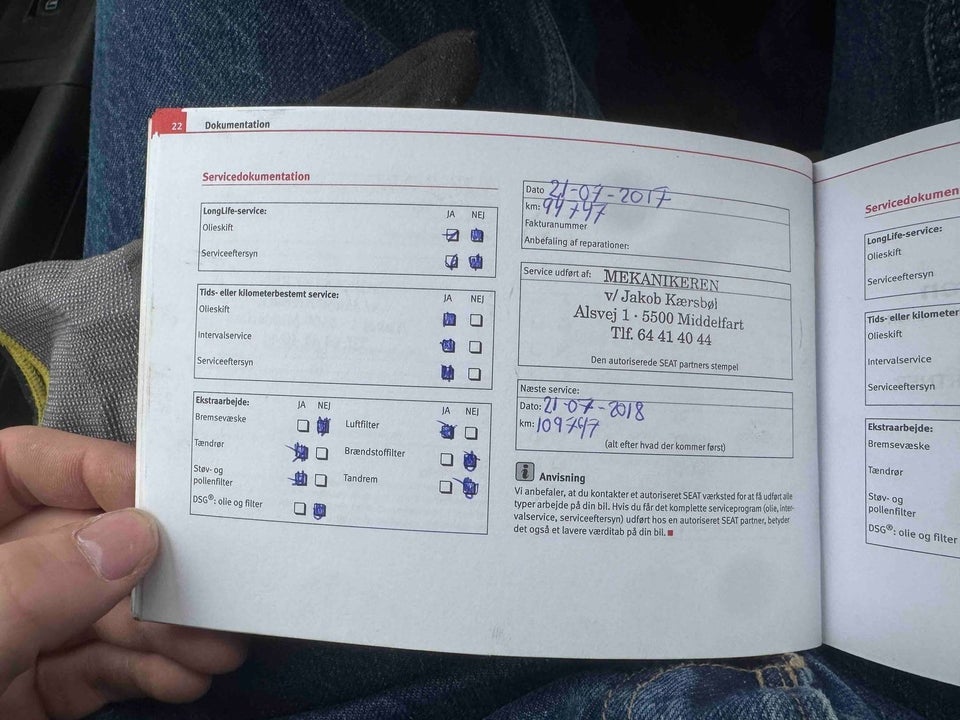 22 Dokumentation
Servicedokumentation
LongLife-service:
JA NEJ
Olieskift
Serviceeftersyn
Tids- eller kilometerbestemt service:
JA NEJ
Olieskift
Intervalservice
Serviceeftersyn
Ekstraarbejde:
JA NEJ
JA NEJ
Bremsevæske
Luftfilter
Tændrør
Brændstoffilter
Støv- og
pollenfilter
Tandrem
DSG®: olie og filter
Dato 21-07-2017
km: 99747
Fakturanummer
Anbefaling af reparationer:
Service udført af:
MEKANIKEREN
v/ Jakob Kærsbøl
Alsvej 1 · 5500 Middelfart
Tlf. 64 41 40 44
Den autoriserede SEAT partners stempel
Næste service:
Dato: 21-07-2018
km: 109747
(alt efter hvad der kommer først)
i Anvisning
Vi anbefaler, at du kontakter et autoriseret SEAT værksted for at få udført alle
typer arbejde på din bil. Hvis du får det komplette serviceprogram (olie, inter-
valservice, serviceeftersyn) udført hos en autoriseret SEAT partner, betyder
det også et lavere værditab på din bil.
Servicedokumen
LongLife-service:
Olieskift
Serviceeftersyn
Tids- eller kilometer
Olieskift
Intervalservice
Serviceeftersyn
Ekstraarbejde:
Bremsevæske
Tændrør
Støv- og
pollenfilter
DSG®: olie og filter